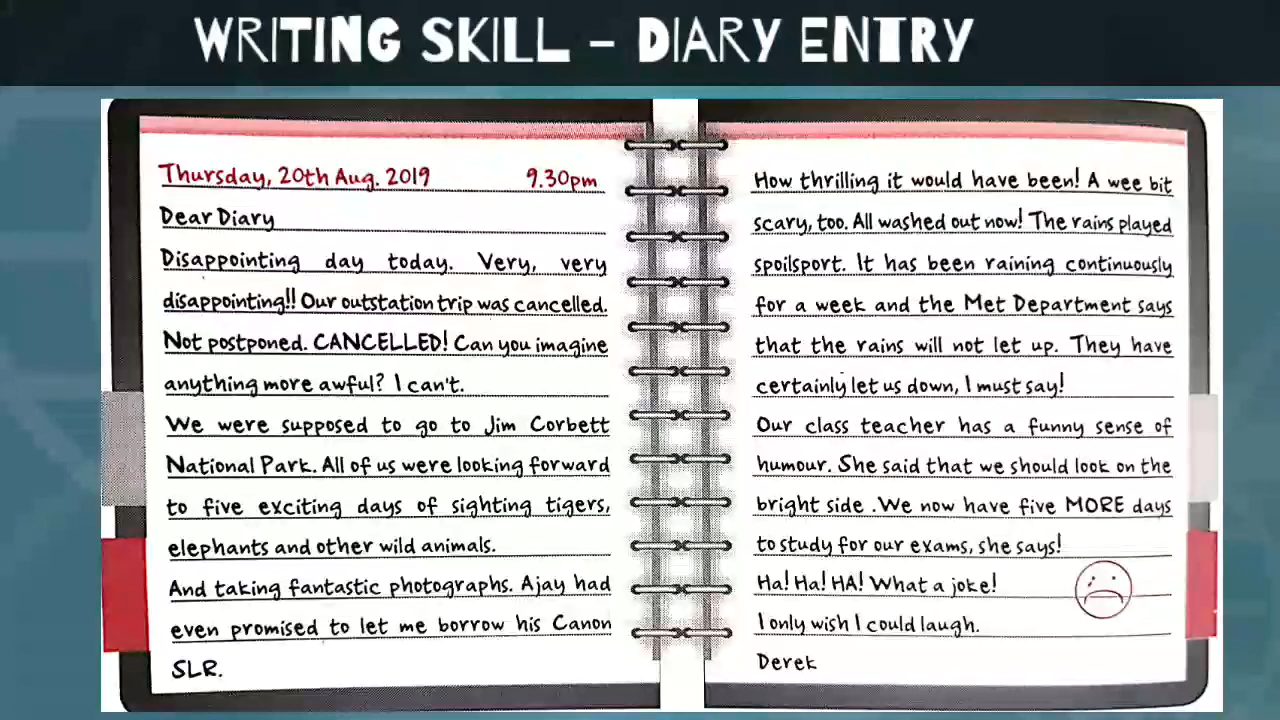 WRITING SKILL – DIARY ENTRY
Thursday, 20th Aug. 2019 9.30pm
Dear Diary
Disappointing day today. Very, very
disappointing!! Our outstation trip was cancelled.
Not postponed. CANCELLED! Can you imagine
anything more awful? I can't.
We were supposed to go to Jim Corbett
National Park. All of us were looking forward
to five exciting days of sighting tigers,
elephants and other wild animals.
And taking fantastic photographs. Ajay had
even promised to let me borrow his Canon
SLR.
How thrilling it would have been! A wee bit
scary, too. All washed out now! The rains played
spoilsport. It has been raining continuously
for a week and the Met Department says
that the rains will not let up. They have
certainly let us down, I must say!
Our class teacher has a funny sense of
humour. She said that we should look on the
bright side .We now have five MORE days
to study for our exams, she says!
Ha! Ha! HA! What a joke!
I only wish I could laugh.
Derek